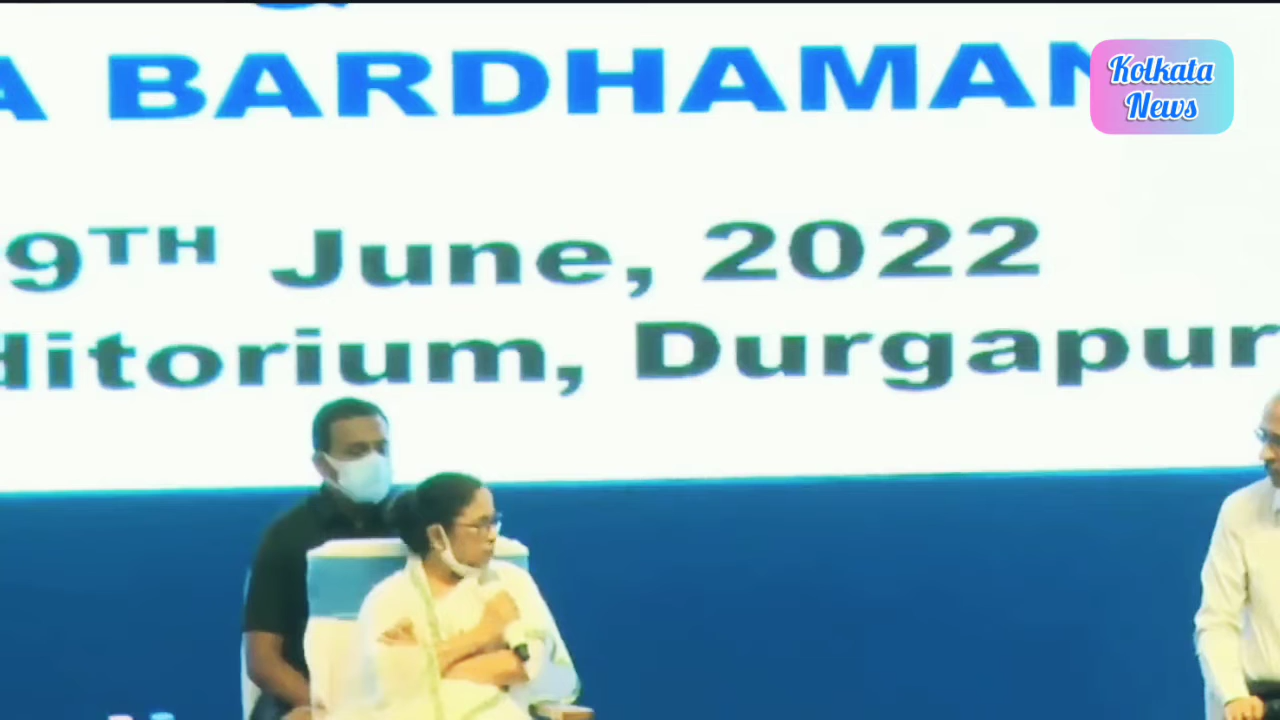 A BARDHAMAN
9TH June, 2022
ditorium, Durgapur
Kolkata
News